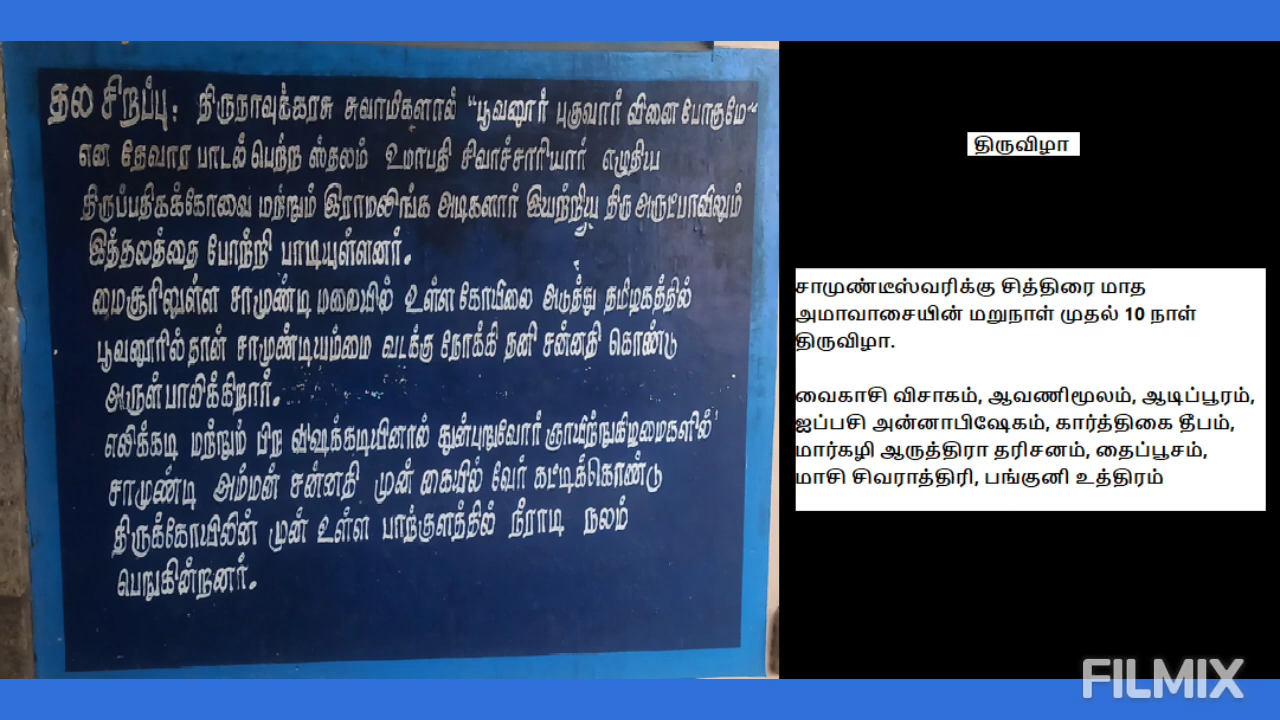 தல சிறப்பு: திருநாவுக்கரசு சுவாமிகளால் "பூவனூர் புகுவார் வினை போகுமே"
என தேவார பாடல் பெற்ற ஸ்தலம் உமாபதி சிவாச்சாரியார் எழுதிய
திருப்பதிகக்கோவை மற்றும் இராமலிங்க அடிகளார் இயற்றிய திரு அருட்பாவிலும்
இத்தலத்தை போற்றி பாடியுள்ளனர்.
மைசூரிலுள்ள சாமுண்டி மலையில் உள்ள கோயிலை அடுத்து தமிழகத்தில்
பூவனூரில்தான் சாமுண்டியம்மை வடக்கு நோக்கி தனி சன்னதி கொண்டு
அருள்பாலிக்கிறார்.
எலிக்கடி மற்றும் பிற விஷக்கடியினால் துன்புறுவோர் ஞாயிற்றுகிழமைகளில்
சாமுண்டி அம்மன் சன்னதி முன் கையில் வேர் கட்டிக்கொண்டு
திருக்கோயிலின் முன் உள்ள பாற்குளத்தில் நீராடி நலம்
பெறுகின்றனர்.
திருவிழா
சாமுண்டீஸ்வரிக்கு சித்திரை மாத
அமாவாசையின் மறுநாள் முதல் 10 நாள்
திருவிழா.
வைகாசி விசாகம், ஆவணிமூலம், ஆடிப்பூரம்,
ஐப்பசி அன்னாபிஷேகம், கார்த்திகை தீபம்,
மார்கழி ஆருத்திரா தரிசனம், தைப்பூசம்,
மாசி சிவராத்திரி, பங்குனி உத்திரம்
FILMIX